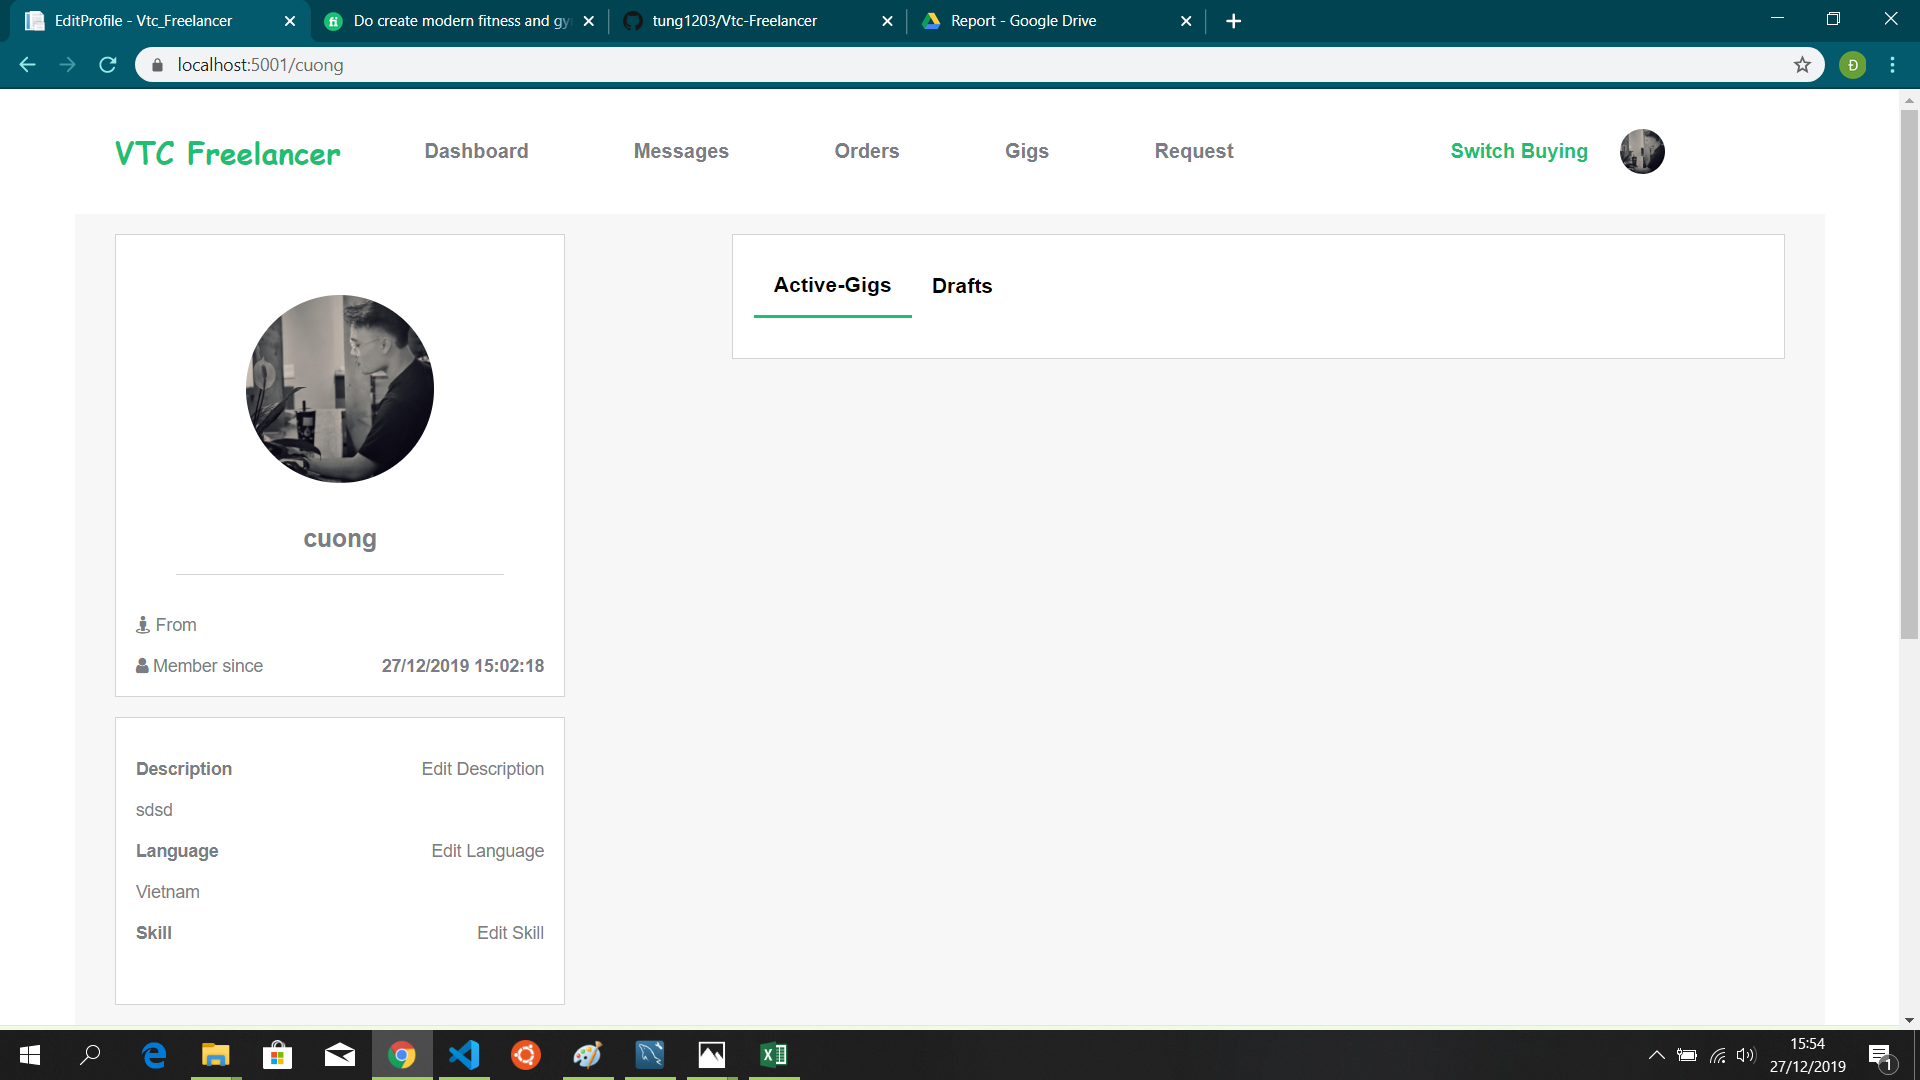 EditProfile - Vtc_Freelancer
Do create modern fitness and gy
tung1203/Vtc-Freelancer
Report - Google Drive
localhost:5001/cuong
Đ
VTC Freelancer
Dashboard
Messages
Orders
Gigs
Request
Switch Buying
cuong
From
Member since 27/12/2019 15:02:18
Active-Gigs
Drafts
Description Edit Description
sdsd
Language Edit Language
Vietnam
Skill Edit Skill
15:54
27/12/2019
1